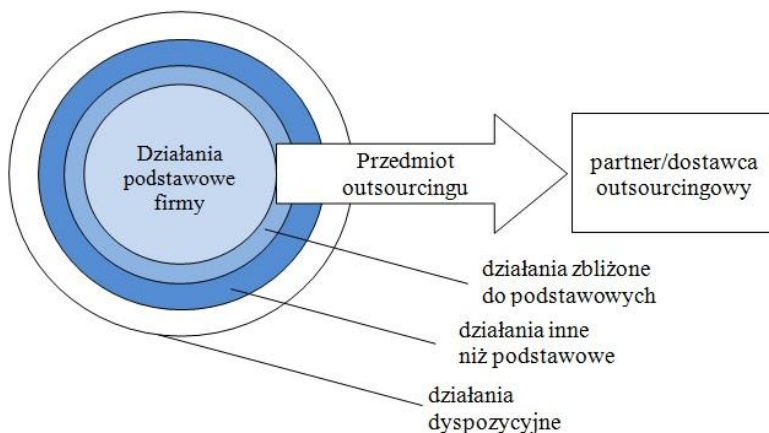 Działania
podstawowe
firmy
Przedmiot
outsourcingu
partner/dostawca
outsourcingowy
działania zbliżone
do podstawowych
działania inne
niż podstawowe
działania
dyspozycyjne